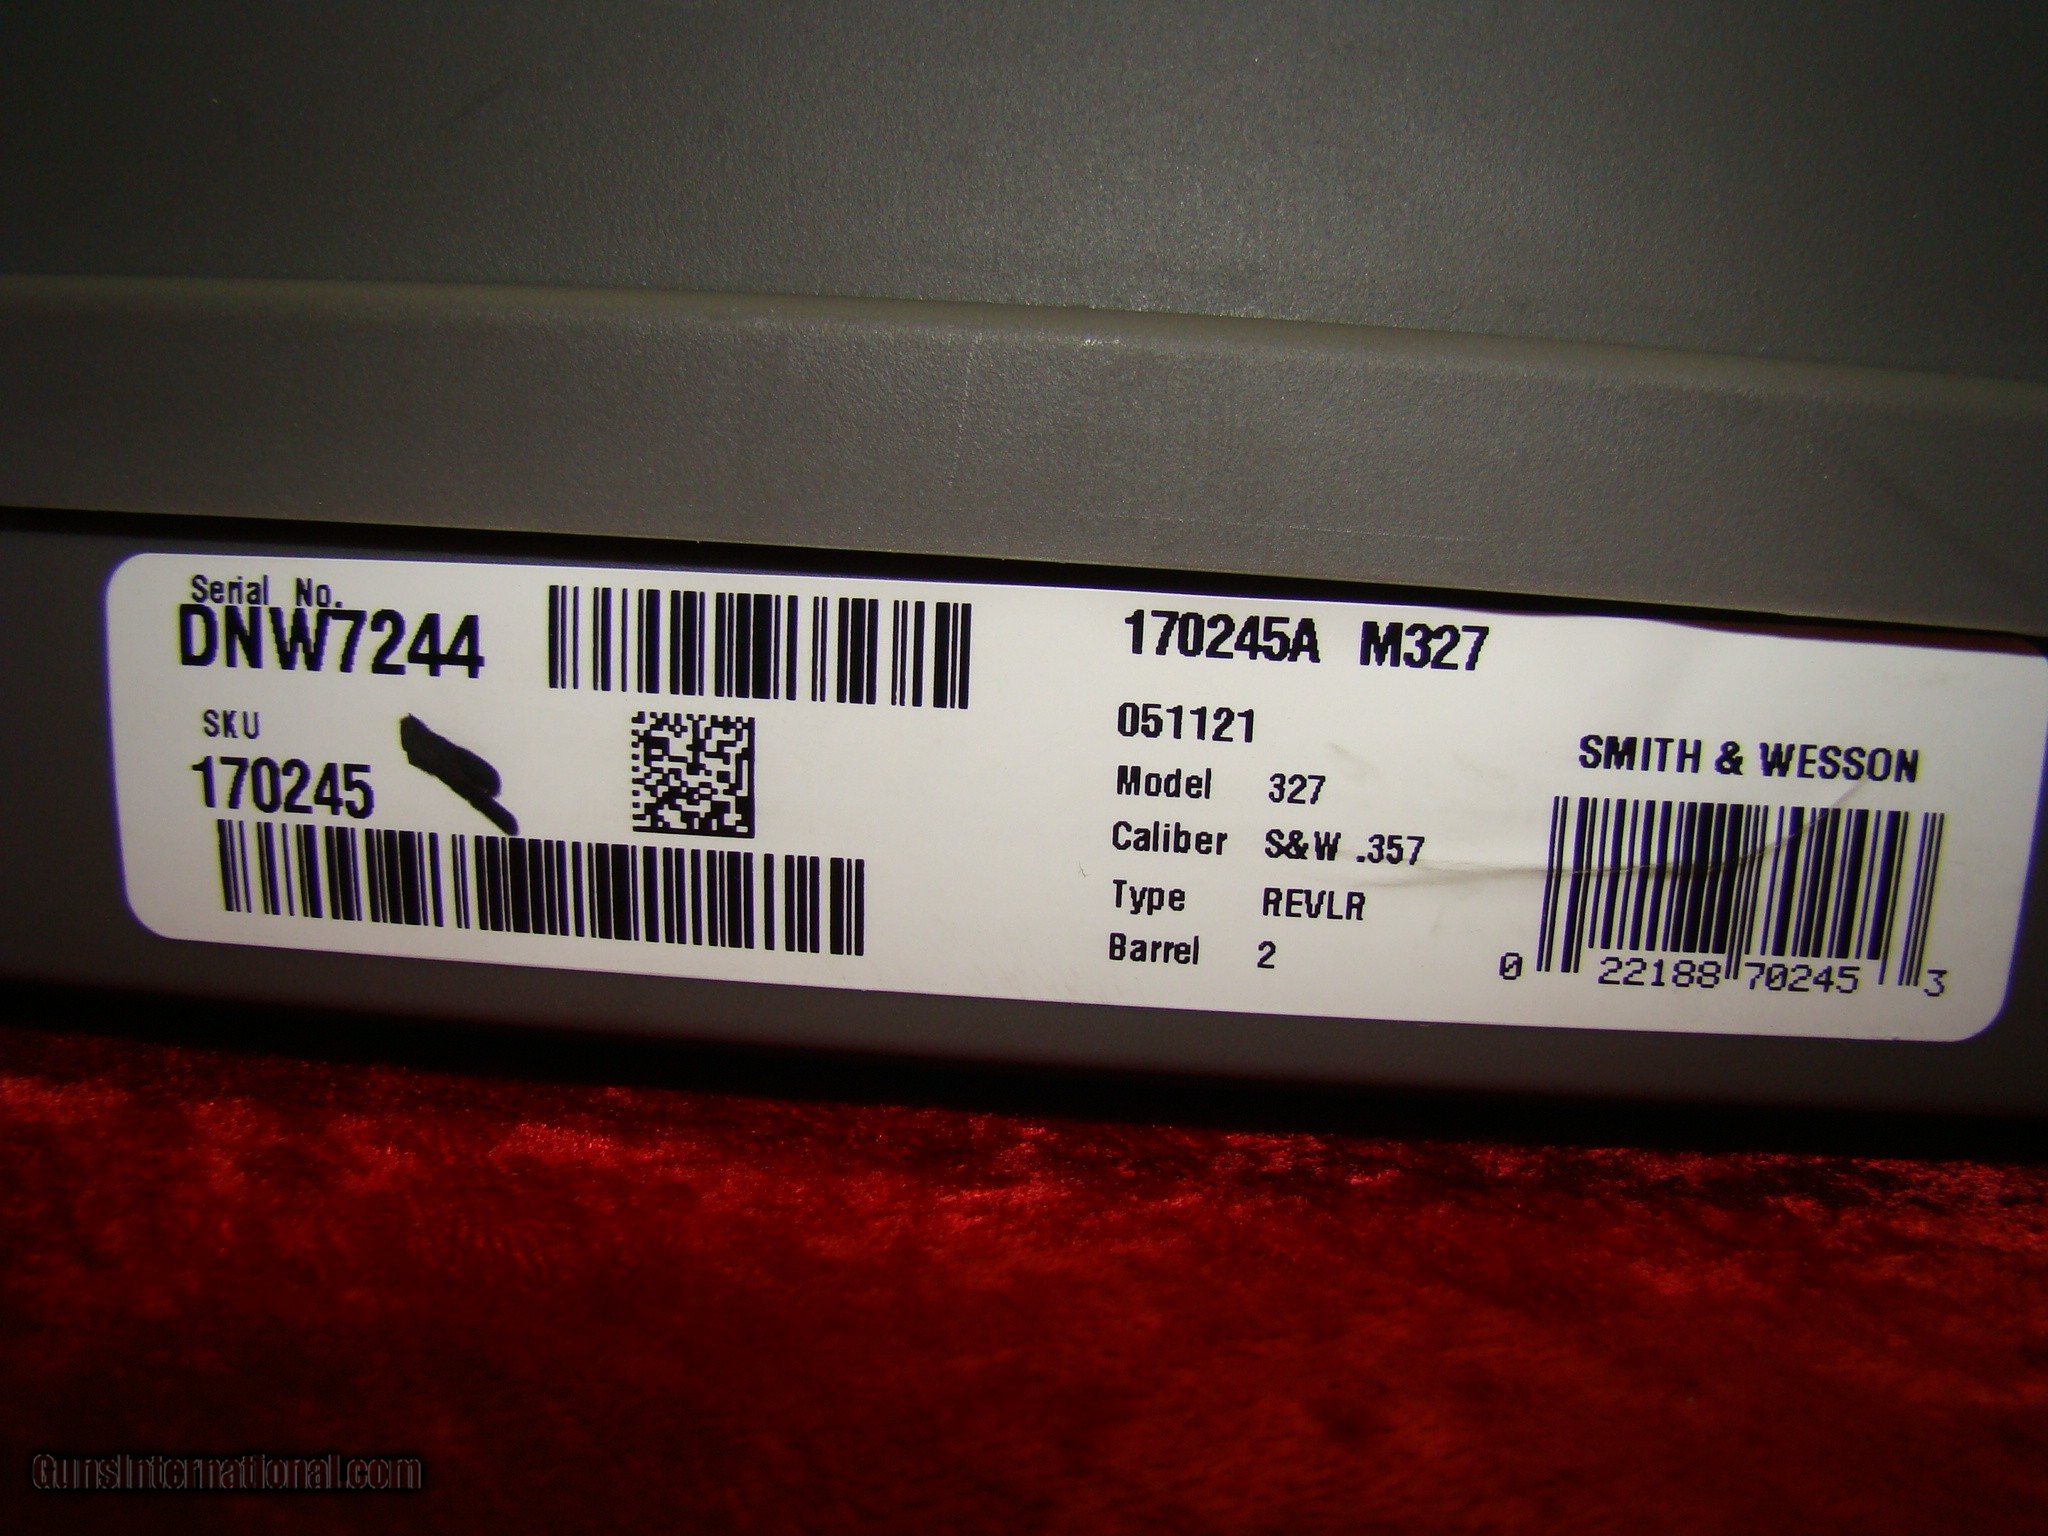 Serial No.
DNW7244
SKU
170245
170245A M327
051121
Model 327
Caliber S&W .357
Type REVLR
Barrel 2
SMITH & WESSON
0 22188 70245 3
GunsInternational.com